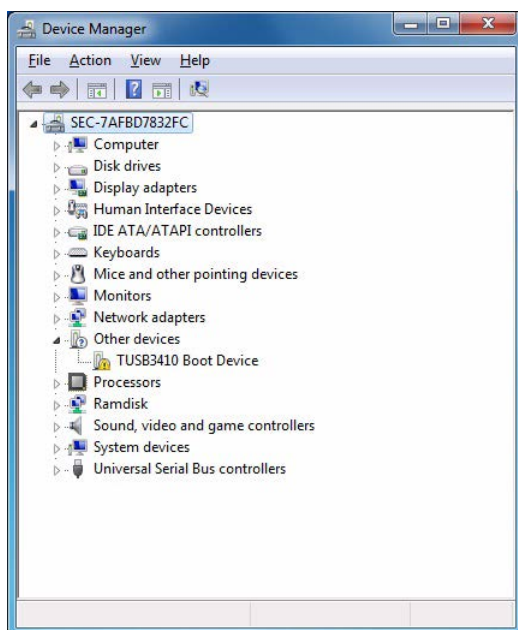 Device Manager
File Action View Help
SEC-7AFBD7832FC
Computer
Disk drives
Display adapters
Human Interface Devices
IDE ATA/ATAPI controllers
Keyboards
Mice and other pointing devices
Monitors
Network adapters
Other devices
TUSB3410 Boot Device
Processors
Ramdisk
Sound, video and game controllers
System devices
Universal Serial Bus controllers